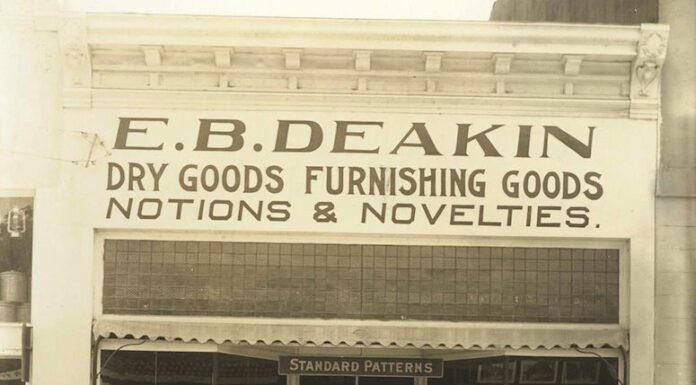 E.B.DEAKIN
DRY GOODS FURNISHING GOODS
NOTIONS & NOVELTIES.
STANDARD PATTERNS